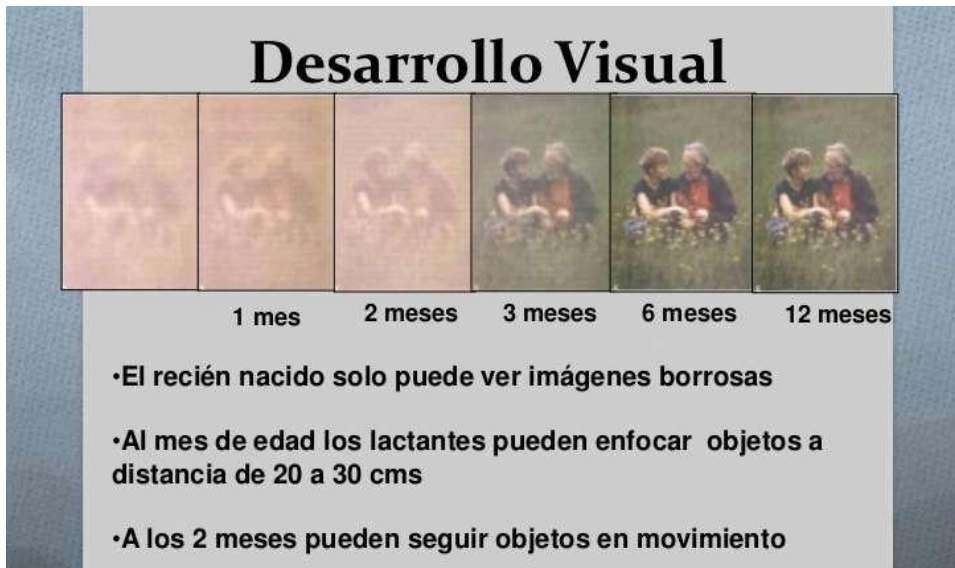 Desarrollo Visual
1 mes
2 meses
3 meses
6 meses
12 meses
•El recién nacido solo puede ver imágenes borrosas
•Al mes de edad los lactantes pueden enfocar objetos a
distancia de 20 a 30 cms
•A los 2 meses pueden seguir objetos en movimiento